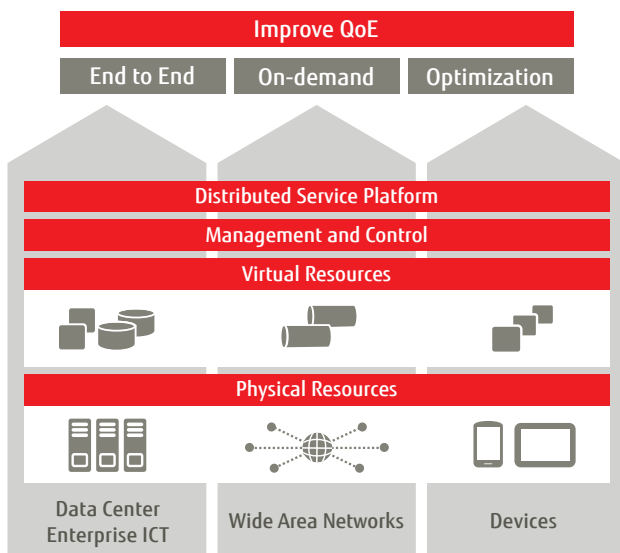 Improve QoE
End to End
On-demand
Optimization
Distributed Service Platform
Management and Control
Virtual Resources
Physical Resources
Data Center
Enterprise ICT
Wide Area Networks
Devices